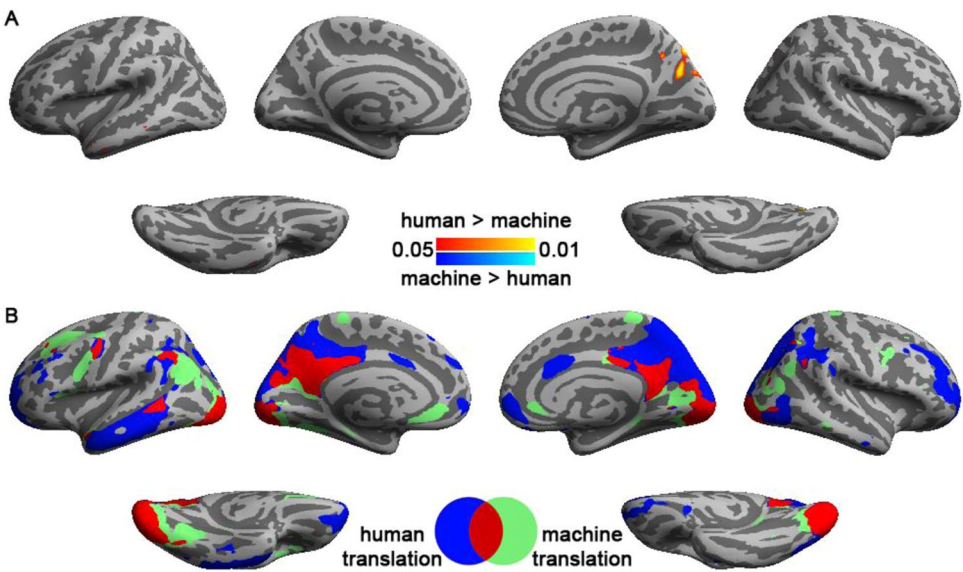 A
human > machine
0.05 0.01
machine > human
B
human translation
machine translation